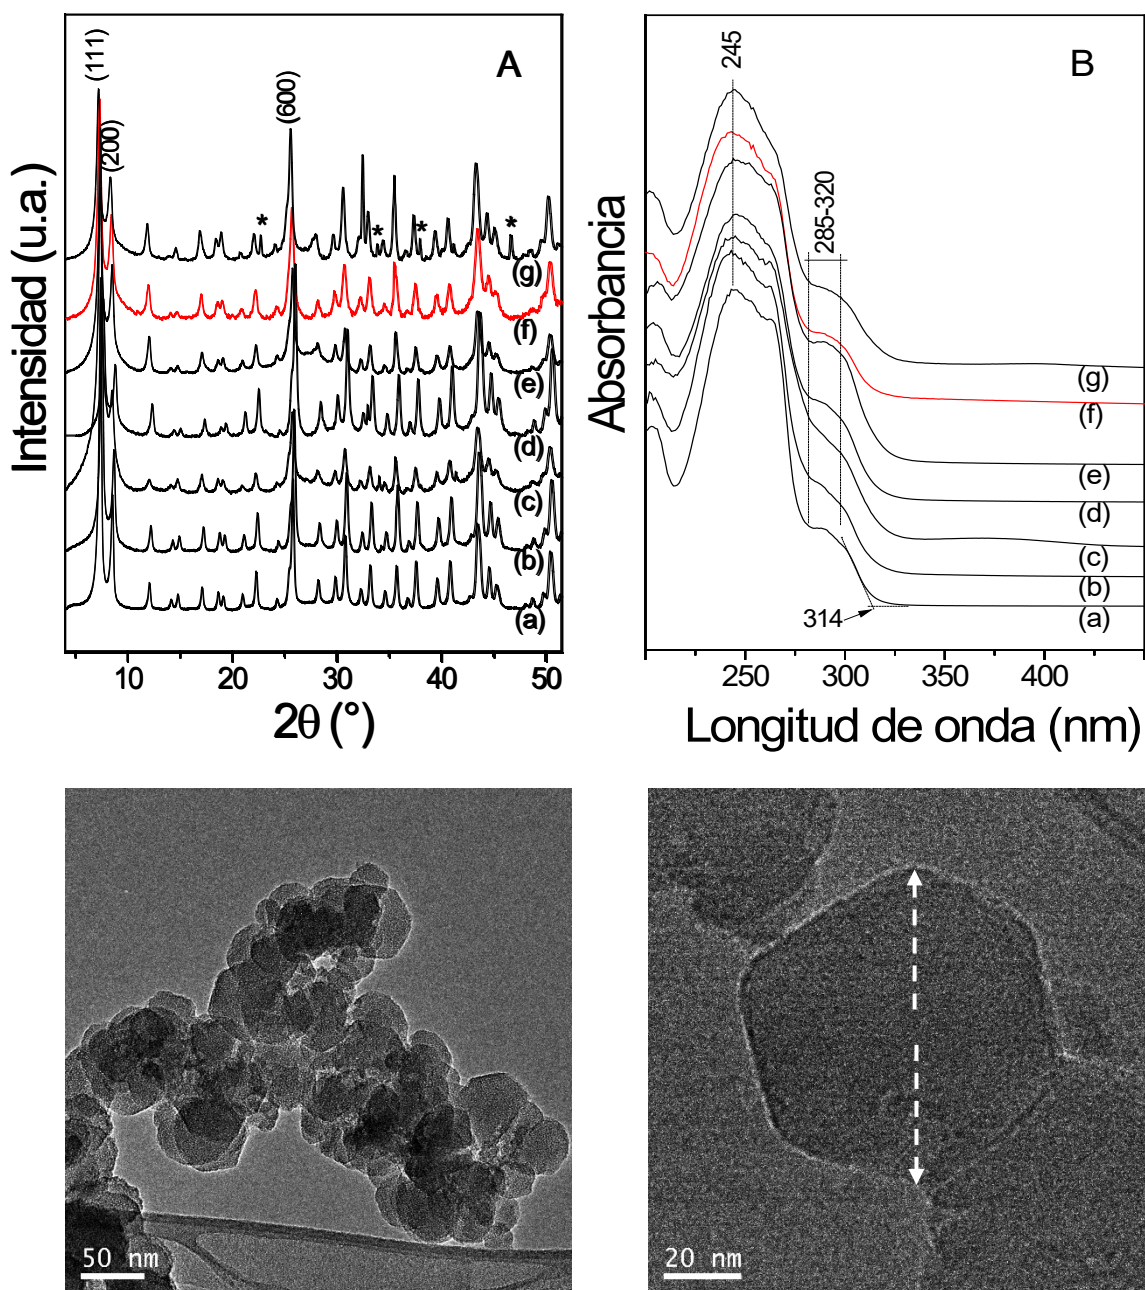 A
(111)
(200)
(600)
* * * *
(g)
(f)
(e)
(d)
(c)
(b)
(a)
Intensidad (u.a.)
10 20 30 40 50
2θ (°)
B
245
285-320
(g)
(f)
(e)
(d)
(c)
(b)
(a)
314
Absorbancia
250 300 350 400
Longitud de onda (nm)
50 nm
20 nm